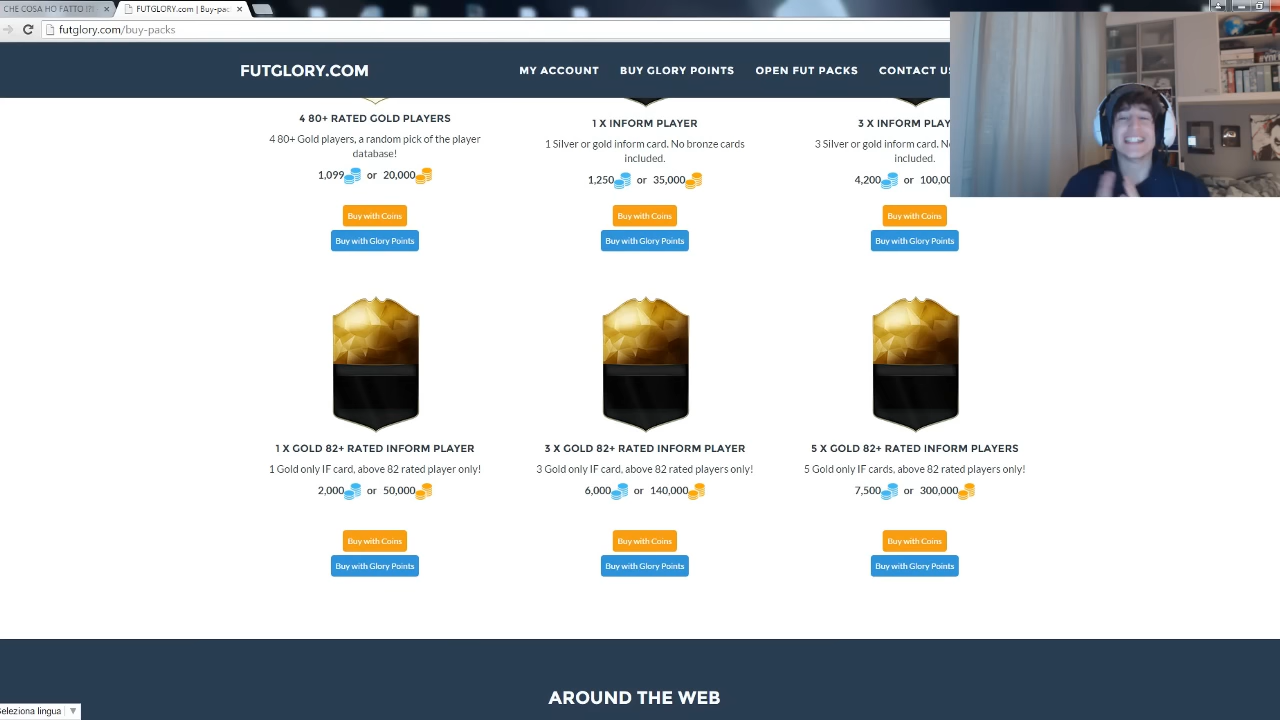 CHE COSA HO FATTO !?!
FUTGLORY.com | Buy-pac
futglory.com/buy-packs
FUTGLORY.COM
MY ACCOUNT
BUY GLORY POINTS
OPEN FUT PACKS
CONTACT US
4 80+ RATED GOLD PLAYERS
4 80+ Gold players, a random pick of the player
database!
1,099 or 20,000
Buy with Coins
Buy with Glory Points
1 X INFORM PLAYER
1 Silver or gold inform card. No bronze cards
included.
1,250 or 35,000
Buy with Coins
Buy with Glory Points
3 X INFORM PLAY
3 Silver or gold inform card. No
included.
4,200 or 100,00
Buy with Coins
Buy with Glory Points
1 X GOLD 82+ RATED INFORM PLAYER
1 Gold only IF card, above 82 rated player only!
2,000 or 50,000
Buy with Coins
Buy with Glory Points
3 X GOLD 82+ RATED INFORM PLAYER
3 Gold only IF card, above 82 rated players only!
6,000 or 140,000
Buy with Coins
Buy with Glory Points
5 X GOLD 82+ RATED INFORM PLAYERS
5 Gold only IF cards, above 82 rated players only!
7,500 or 300,000
Buy with Coins
Buy with Glory Points
AROUND THE WEB
Seleziona lingua